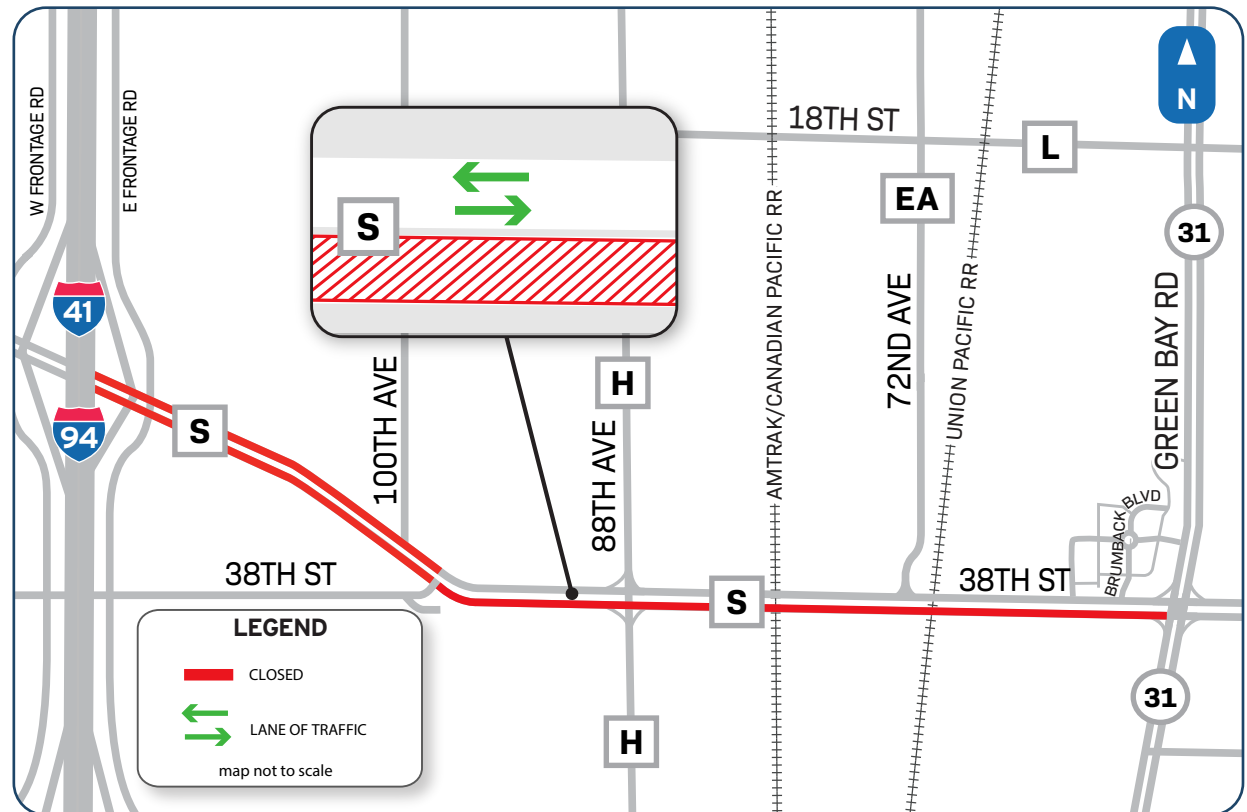 W FRONTAGE RD
E FRONTAGE RD
N
18TH ST
L
EA
31
S
41
94
S
100TH AVE
H
88TH AVE
AMTRAK/CANADIAN PACIFIC RR
72ND AVE
UNION PACIFIC RR
GREEN BAY RD
BRUMBACK BLVD
38TH ST
38TH ST
S
31
H
LEGEND
CLOSED
LANE OF TRAFFIC
map not to scale